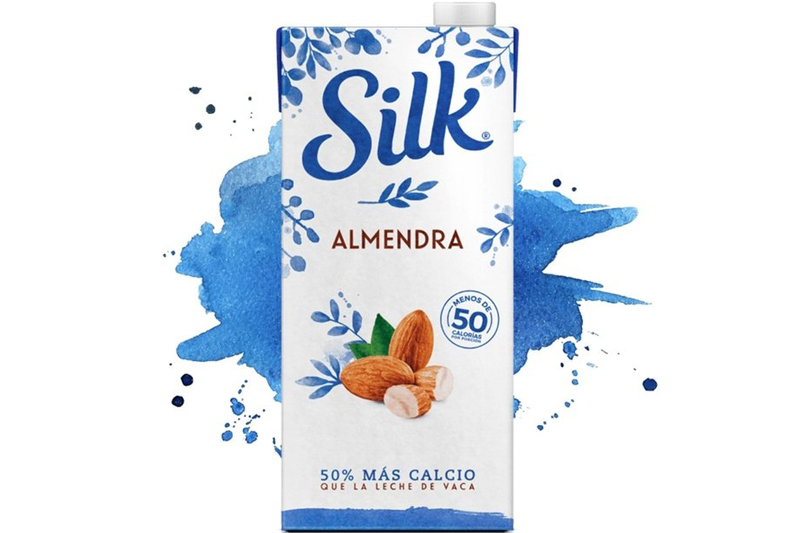 Silk®
ALMENDRA
MENOS DE
50
CALORÍAS
POR PORCIÓN
50% MÁS CALCIO
QUE LA LECHE DE VACA